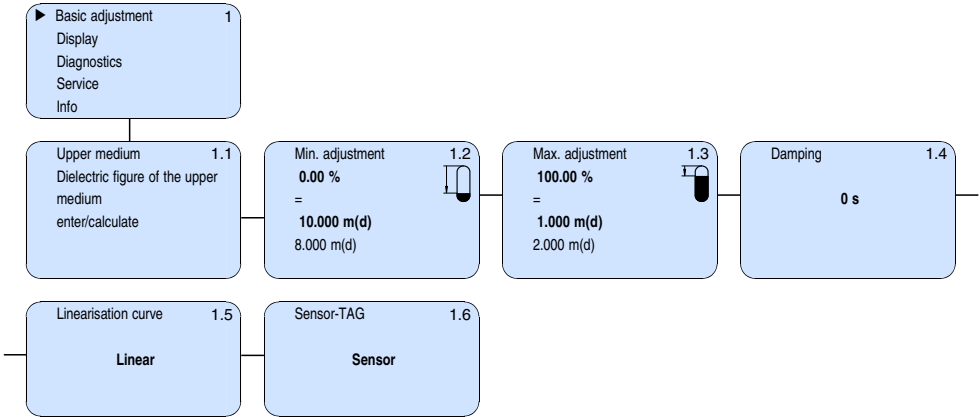 Basic adjustment 1
Display
Diagnostics
Service
Info
Upper medium 1.1
Dielectric figure of the upper
medium
enter/calculate
Min. adjustment 1.2
0.00 %
=
10.000 m(d)
8.000 m(d)
Max. adjustment 1.3
100.00 %
=
1.000 m(d)
2.000 m(d)
Damping 1.4
0 s
Linearisation curve 1.5
Linear
Sensor-TAG 1.6
Sensor